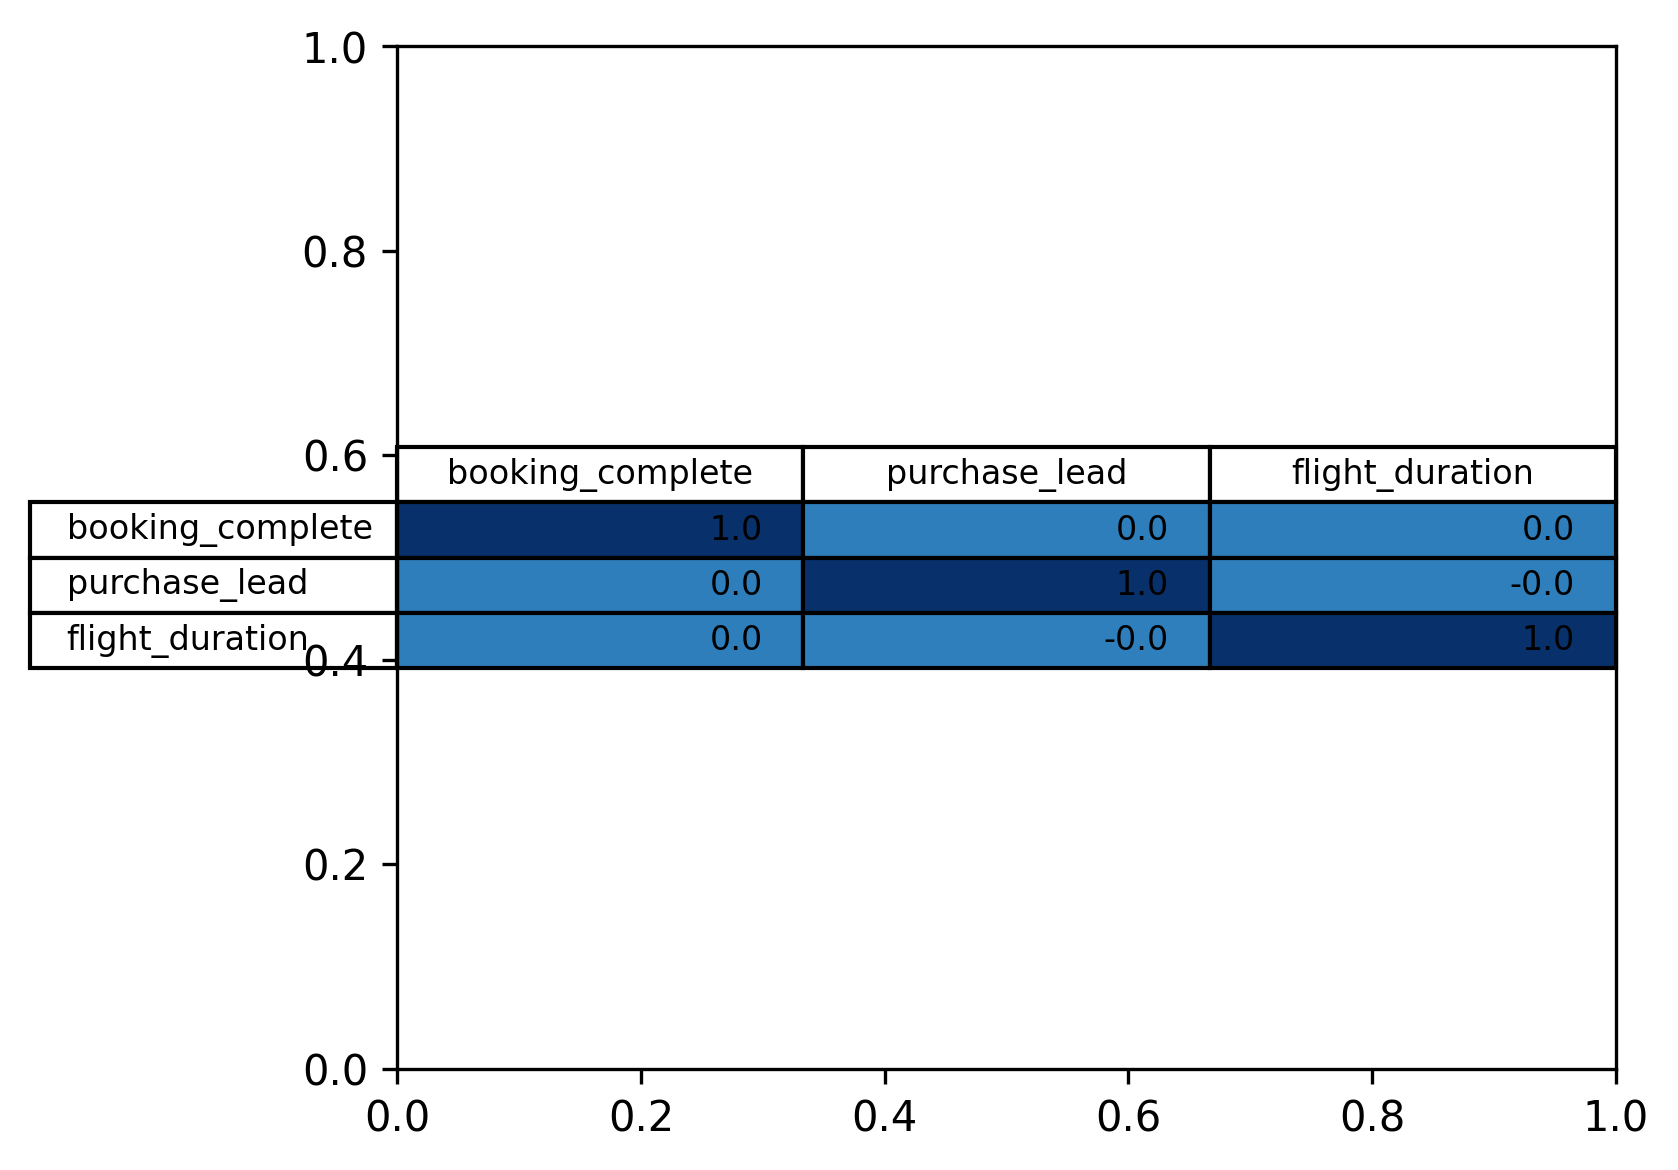 1.0
0.8
0.6
booking_complete purchase_lead flight_duration
booking_complete 1.0 0.0 0.0
purchase_lead 0.0 1.0 -0.0
flight_duration 0.0 -0.0 1.0
0.4
0.2
0.0
0.0 0.2 0.4 0.6 0.8 1.0